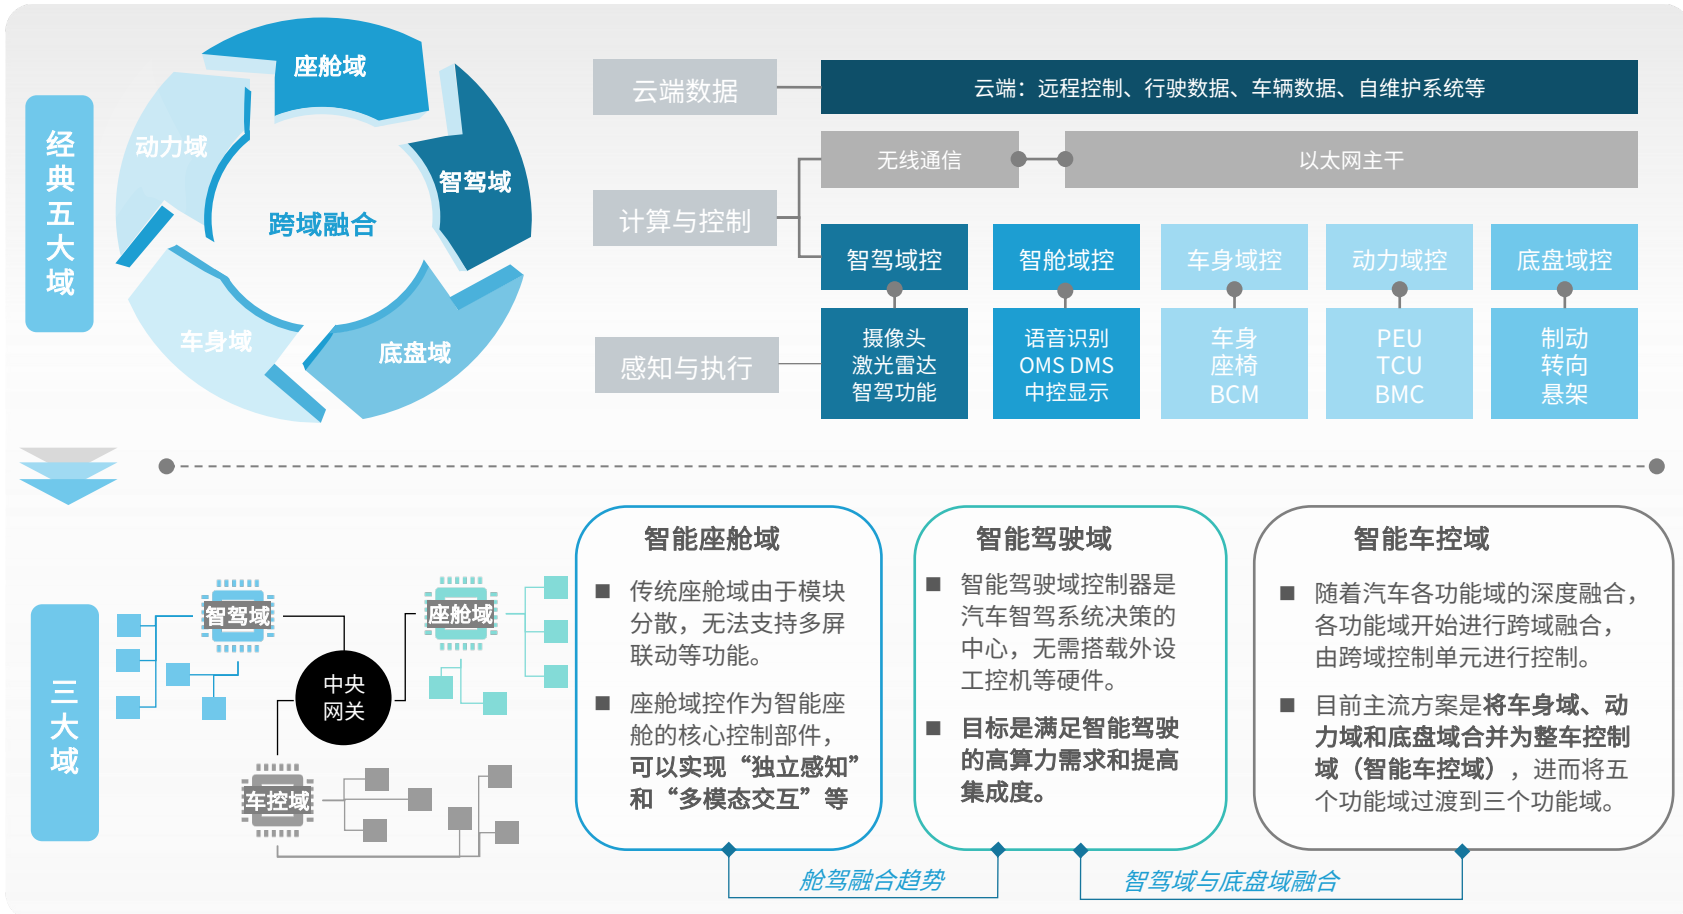 经典五大域
座舱域
智驾域
底盘域
车身域
动力域
跨域融合
云端数据
云端：远程控制、行驶数据、车辆数据、自维护系统等
计算与控制
无线通信
以太网主干
智驾域控
智舱域控
车身域控
动力域控
底盘域控
感知与执行
摄像头
激光雷达
智驾功能
语音识别
OMS DMS
中控显示
车身
座椅
BCM
PEU
TCU
BMC
制动
转向
悬架
三大域
智驾域
座舱域
中央
网关
车控域
智能座舱域
■ 传统座舱域由于模块
分散，无法支持多屏
联动等功能。
■ 座舱域控作为智能座
舱的核心控制部件，
可以实现“独立感知”
和“多模态交互”等
智能驾驶域
■ 智能驾驶域控制器是
汽车智驾系统决策的
中心，无需搭载外设
工控机等硬件。
■ 目标是满足智能驾驶
的高算力需求和提高
集成度。
智能车控域
■ 随着汽车各功能域的深度融合，
各功能域开始进行跨域融合，
由跨域控制单元进行控制。
■ 目前主流方案是将车身域、动
力域和底盘域合并为整车控制
域（智能车控域），进而将五
个功能域过渡到三个功能域。
舱驾融合趋势
智驾域与底盘域融合